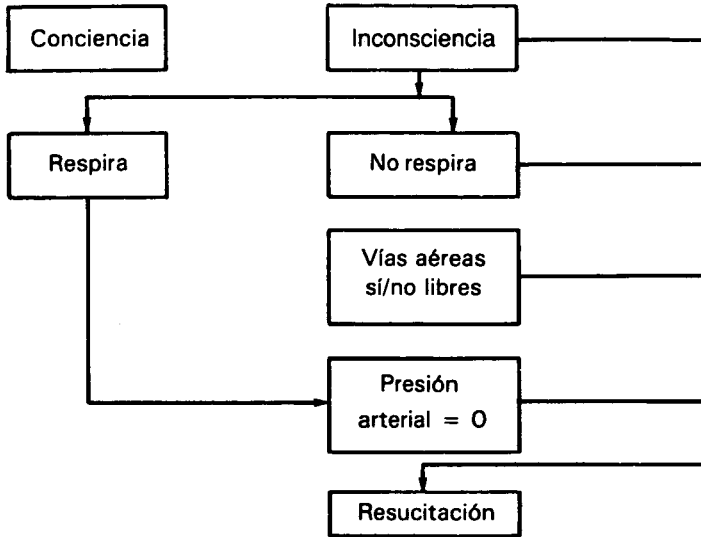 Conciencia
Inconsciencia
Respira
No respira
Vías aéreas
sí/no libres
Presión
arterial = 0
Resucitación